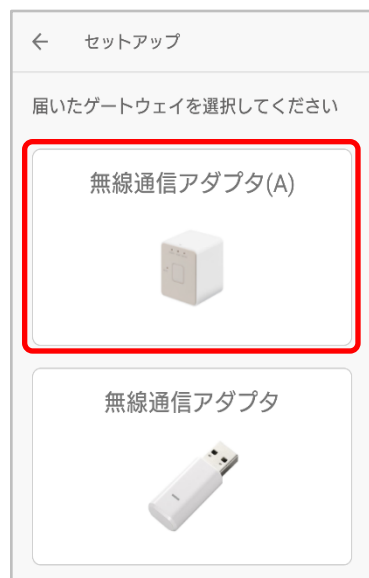 ← セットアップ
届いたゲートウェイを選択してください
無線通信アダプタ(A)
無線通信アダプタ